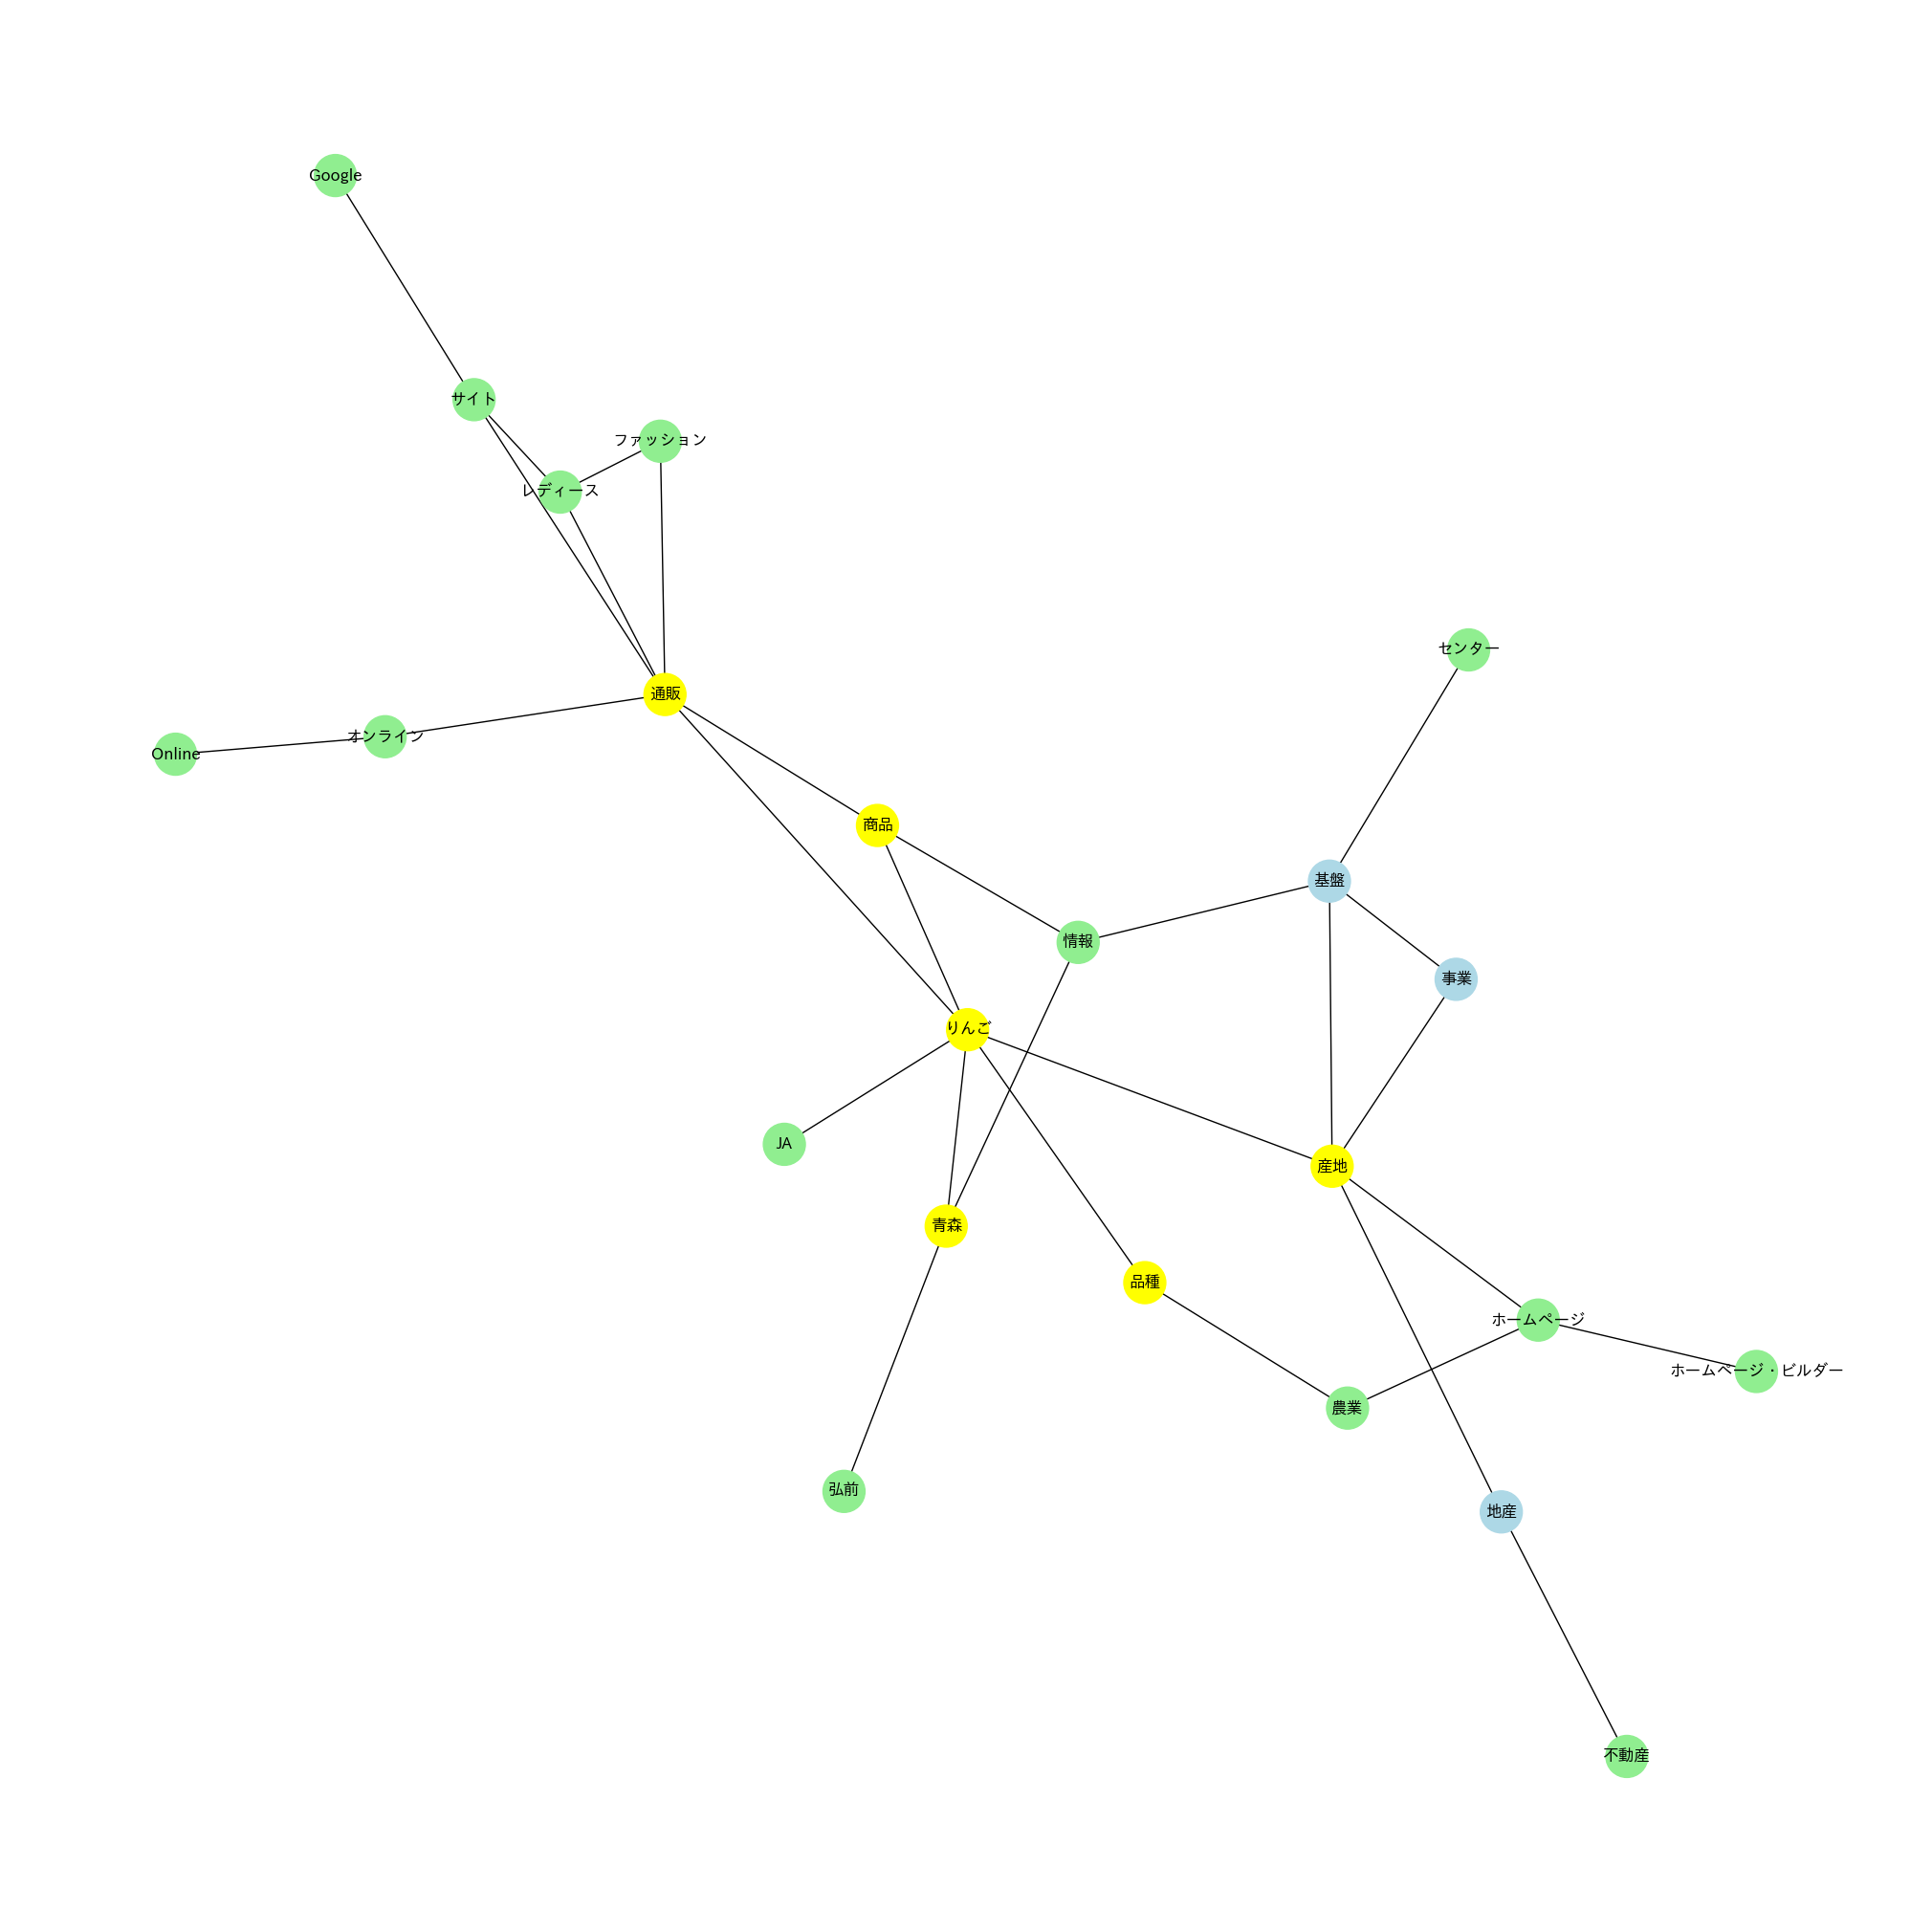 Google
サイト
ファッション
レディース
センター
通販
オンライン
Online
商品
基盤
情報
事業
りんご
JA
産地
青森
品種
ホームページ
ホームページ・ビルダー
農業
弘前
地産
不動産